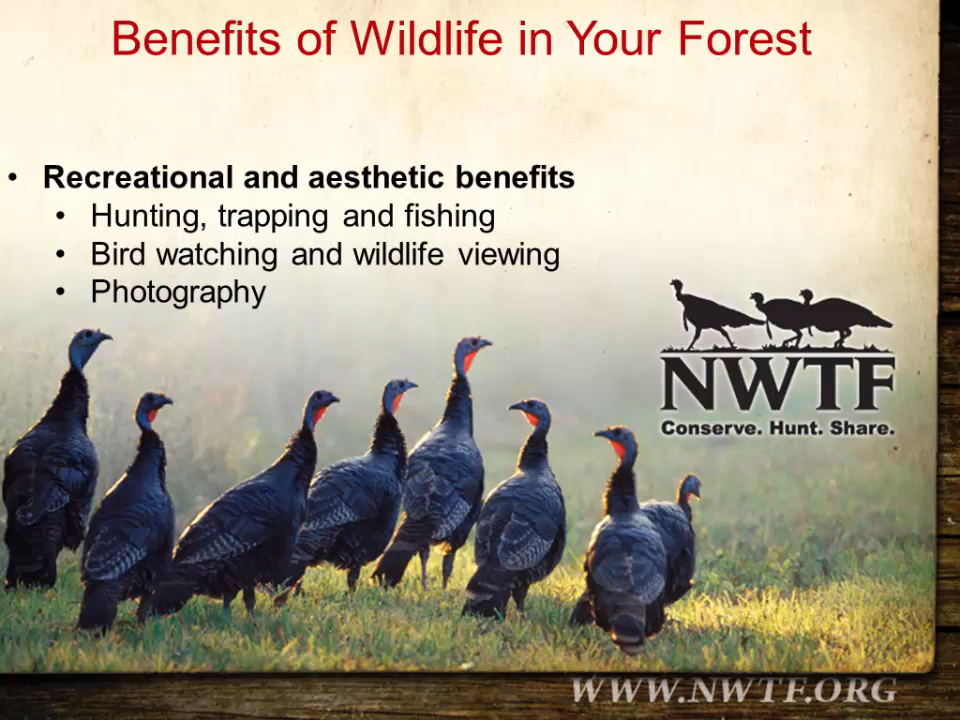 Benefits of Wildlife in Your Forest
• Recreational and aesthetic benefits
• Hunting, trapping and fishing
• Bird watching and wildlife viewing
• Photography
NWTF
Conserve. Hunt. Share.
WWW.NWTF.ORG